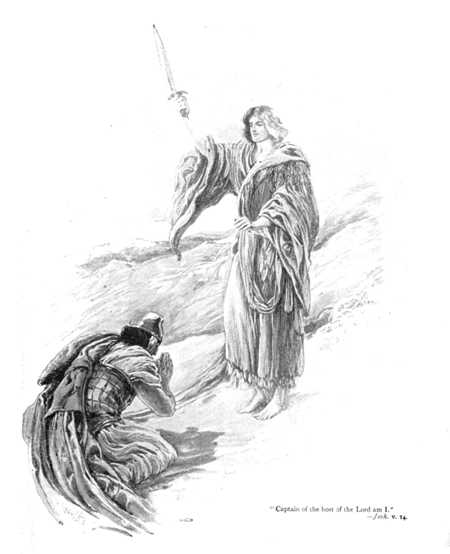 "Captain of the host of the Lord am I."
—Josh. v. 14.